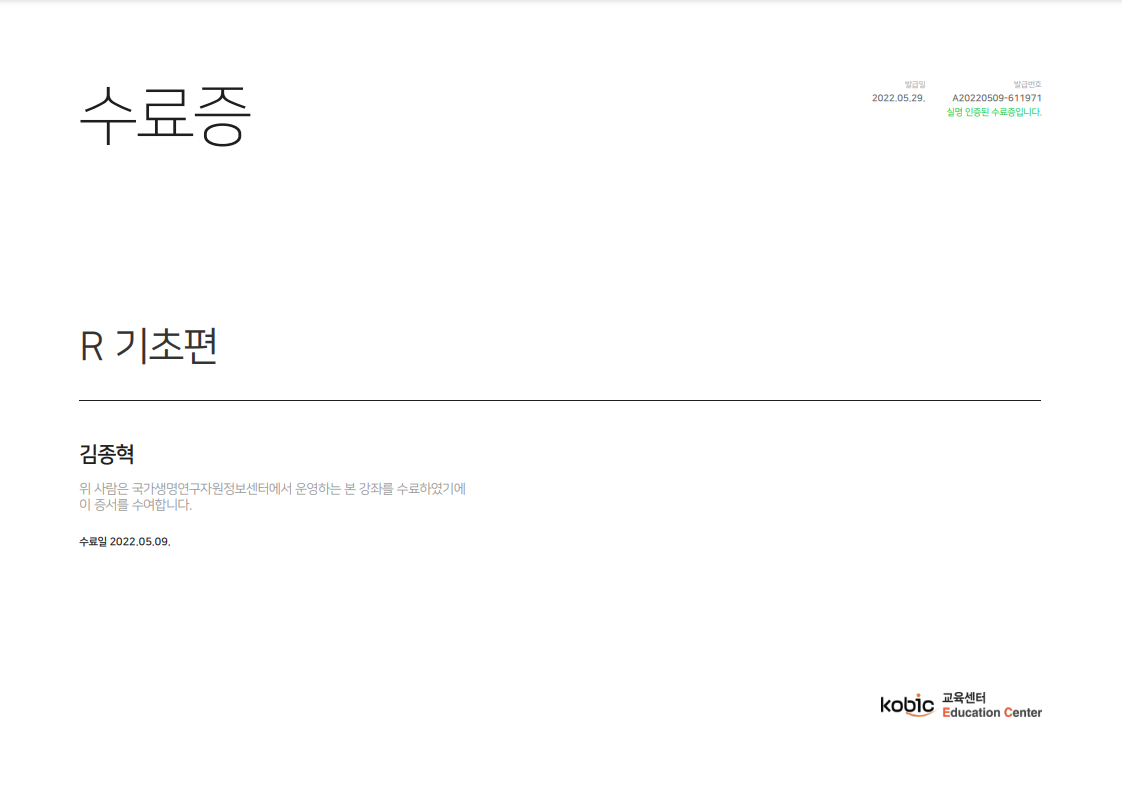 수료증
발급일
2022.05.29.
발급번호
A20220509-611971
실명 인증된 수료증입니다.
R 기초편
김종혁
위 사람은 국가생명연구자원정보센터에서 운영하는 본 강좌를 수료하였기에
이 증서를 수여합니다.
수료일 2022.05.09.
kobic 교육센터
Education Center